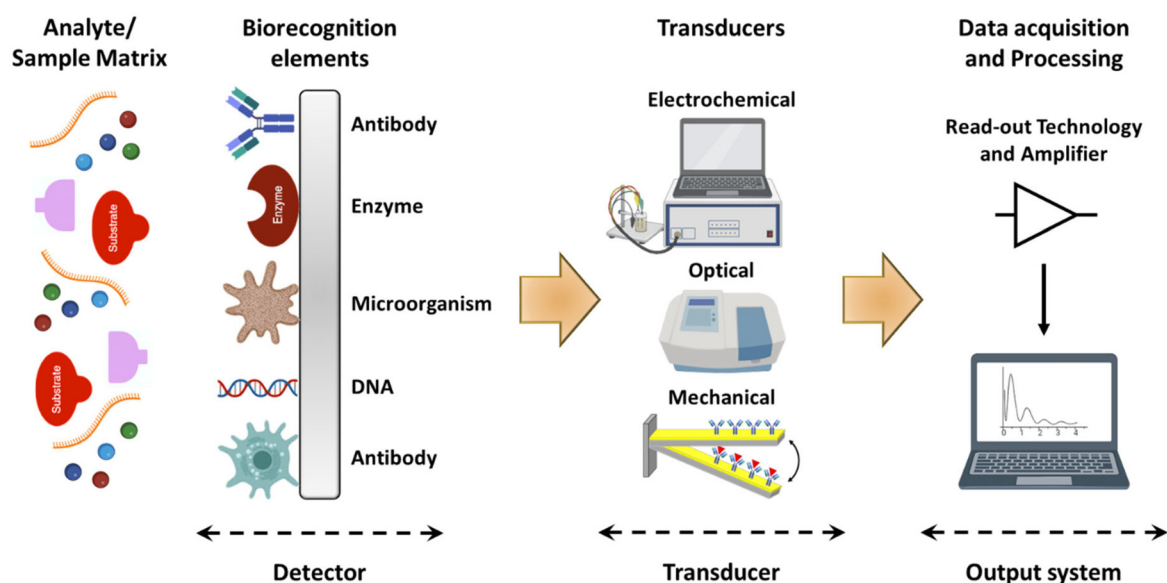 Analyte/
Sample Matrix
Biorecognition
elements
Transducers
Data acquisition
and Processing
Substrate
Substrate
Enzyme
Antibody
Enzyme
Microorganism
DNA
Antibody
Electrochemical
Optical
Mechanical
Read-out Technology
and Amplifier
0 1 2 3 4
Detector
Transducer
Output system